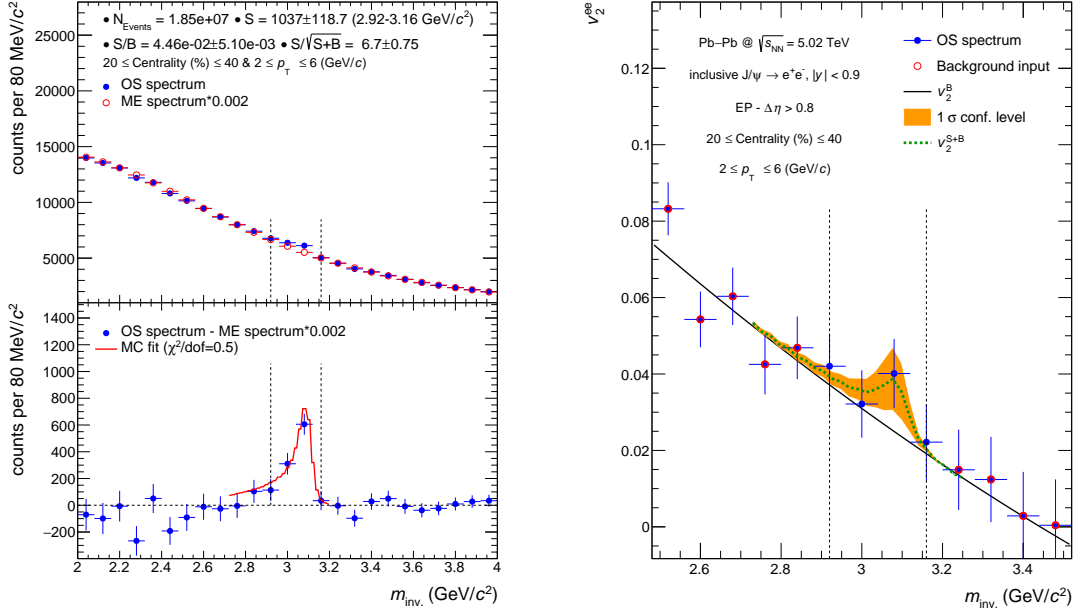 ● N_Events = 1.85e+07 ● S = 1037±118.7 (2.92-3.16 GeV/c²)
● S/B = 4.46e-02±5.10e-03 ● S/√S+B = 6.7±0.75
20 ≤ Centrality (%) ≤ 40 & 2 ≤ p_T ≤ 6 (GeV/c)
OS spectrum
ME spectrum*0.002
counts per 80 MeV/c²
25000
20000
15000
10000
5000
OS spectrum - ME spectrum*0.002
MC fit (χ²/dof=0.5)
counts per 80 MeV/c²
1400
1200
1000
800
600
400
200
0
−200
2 2.2 2.4 2.6 2.8 3 3.2 3.4 3.6 3.8 4
m_inv. (GeV/c²)
v₂^ee
Pb–Pb @ √s_NN = 5.02 TeV
inclusive J/ψ → e⁺e⁻, |y| < 0.9
EP - Δη > 0.8
20 ≤ Centrality (%) ≤ 40
2 ≤ p_T ≤ 6 (GeV/c)
OS spectrum
Background input
v₂^B
1 σ conf. level
v₂^S+B
0.12
0.1
0.08
0.06
0.04
0.02
0
2.6 2.8 3 3.2 3.4
m_inv. (GeV/c²)